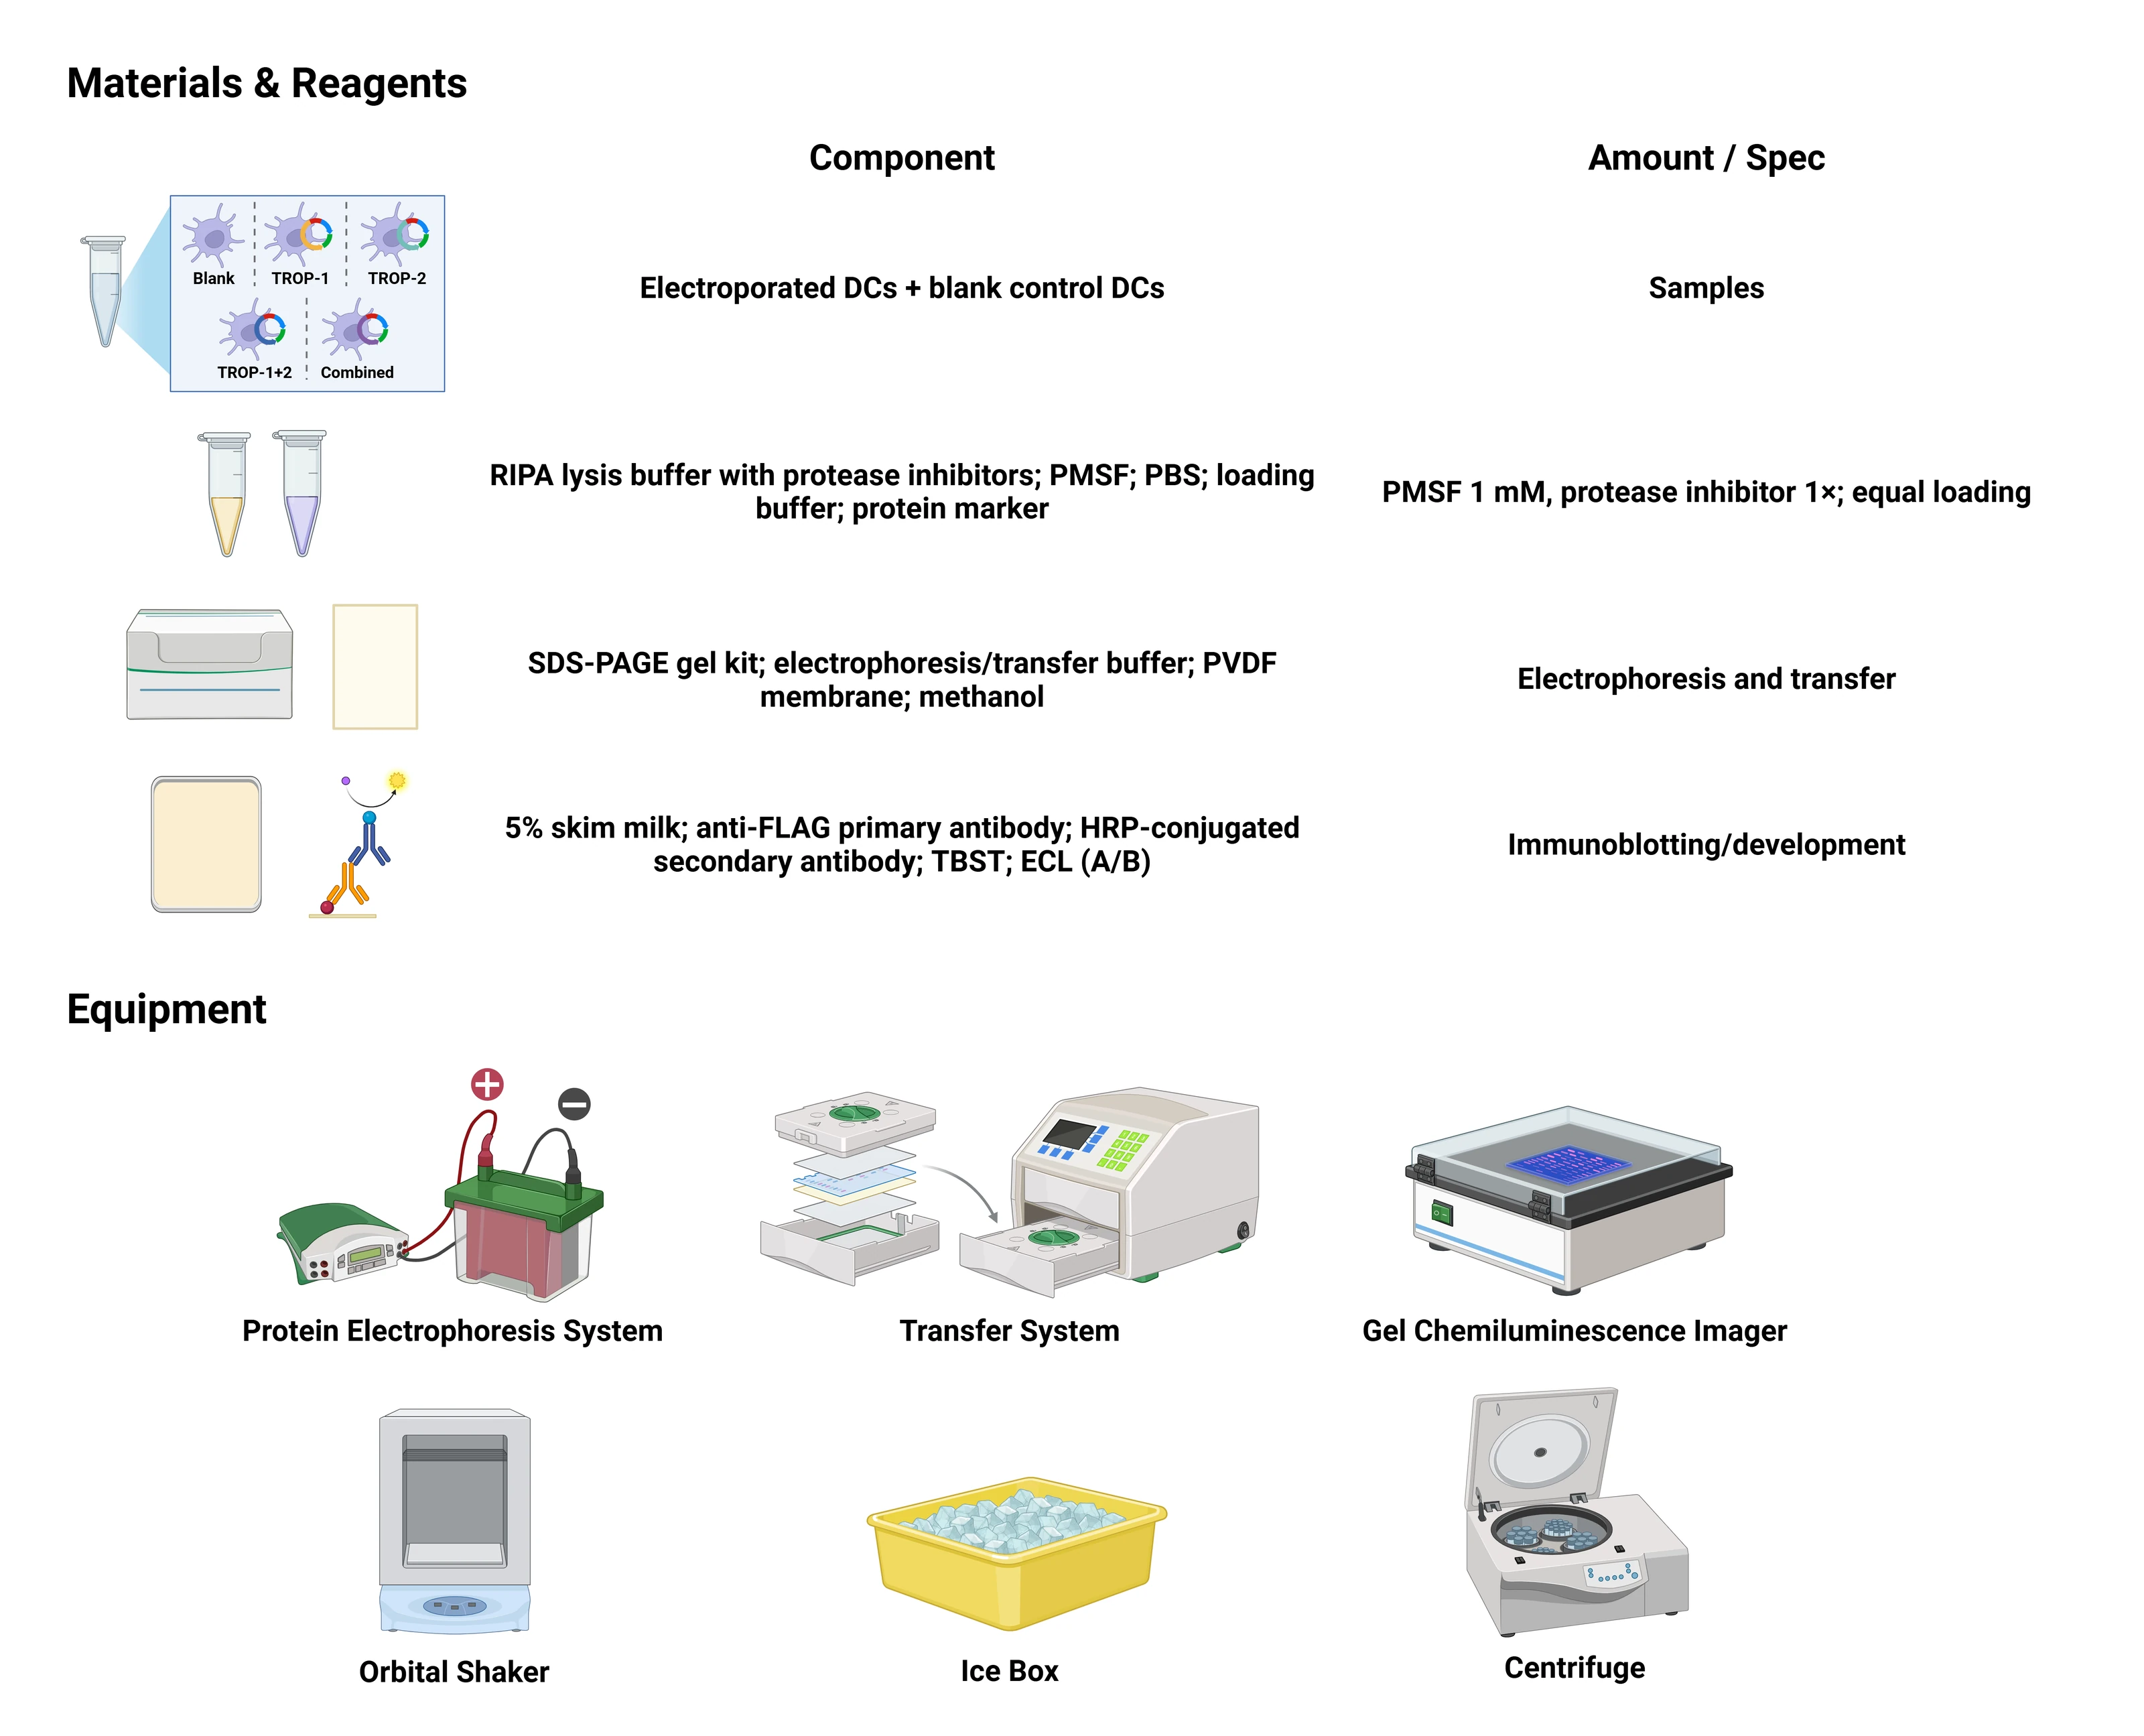 Materials & Reagents
Component
Amount / Spec
Blank
TROP-1
TROP-2
TROP-1+2
Combined
Electroporated DCs + blank control DCs
Samples
RIPA lysis buffer with protease inhibitors; PMSF; PBS; loading
buffer; protein marker
PMSF 1 mM, protease inhibitor 1×; equal loading
SDS-PAGE gel kit; electrophoresis/transfer buffer; PVDF
membrane; methanol
Electrophoresis and transfer
5% skim milk; anti-FLAG primary antibody; HRP-conjugated
secondary antibody; TBST; ECL (A/B)
Immunoblotting/development
Equipment
Protein Electrophoresis System
Transfer System
Gel Chemiluminescence Imager
Orbital Shaker
Ice Box
Centrifuge